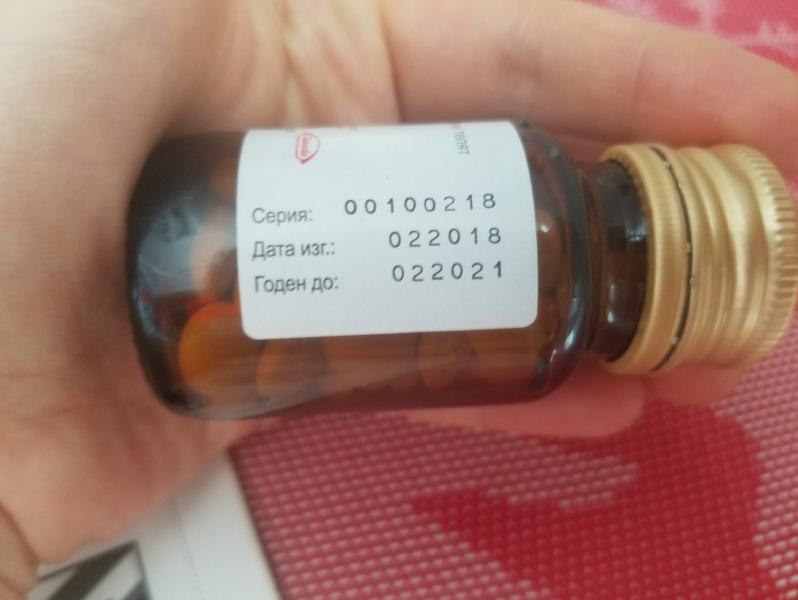 Серия: 00100218
Дата изг.: 022018
Годен до: 022021